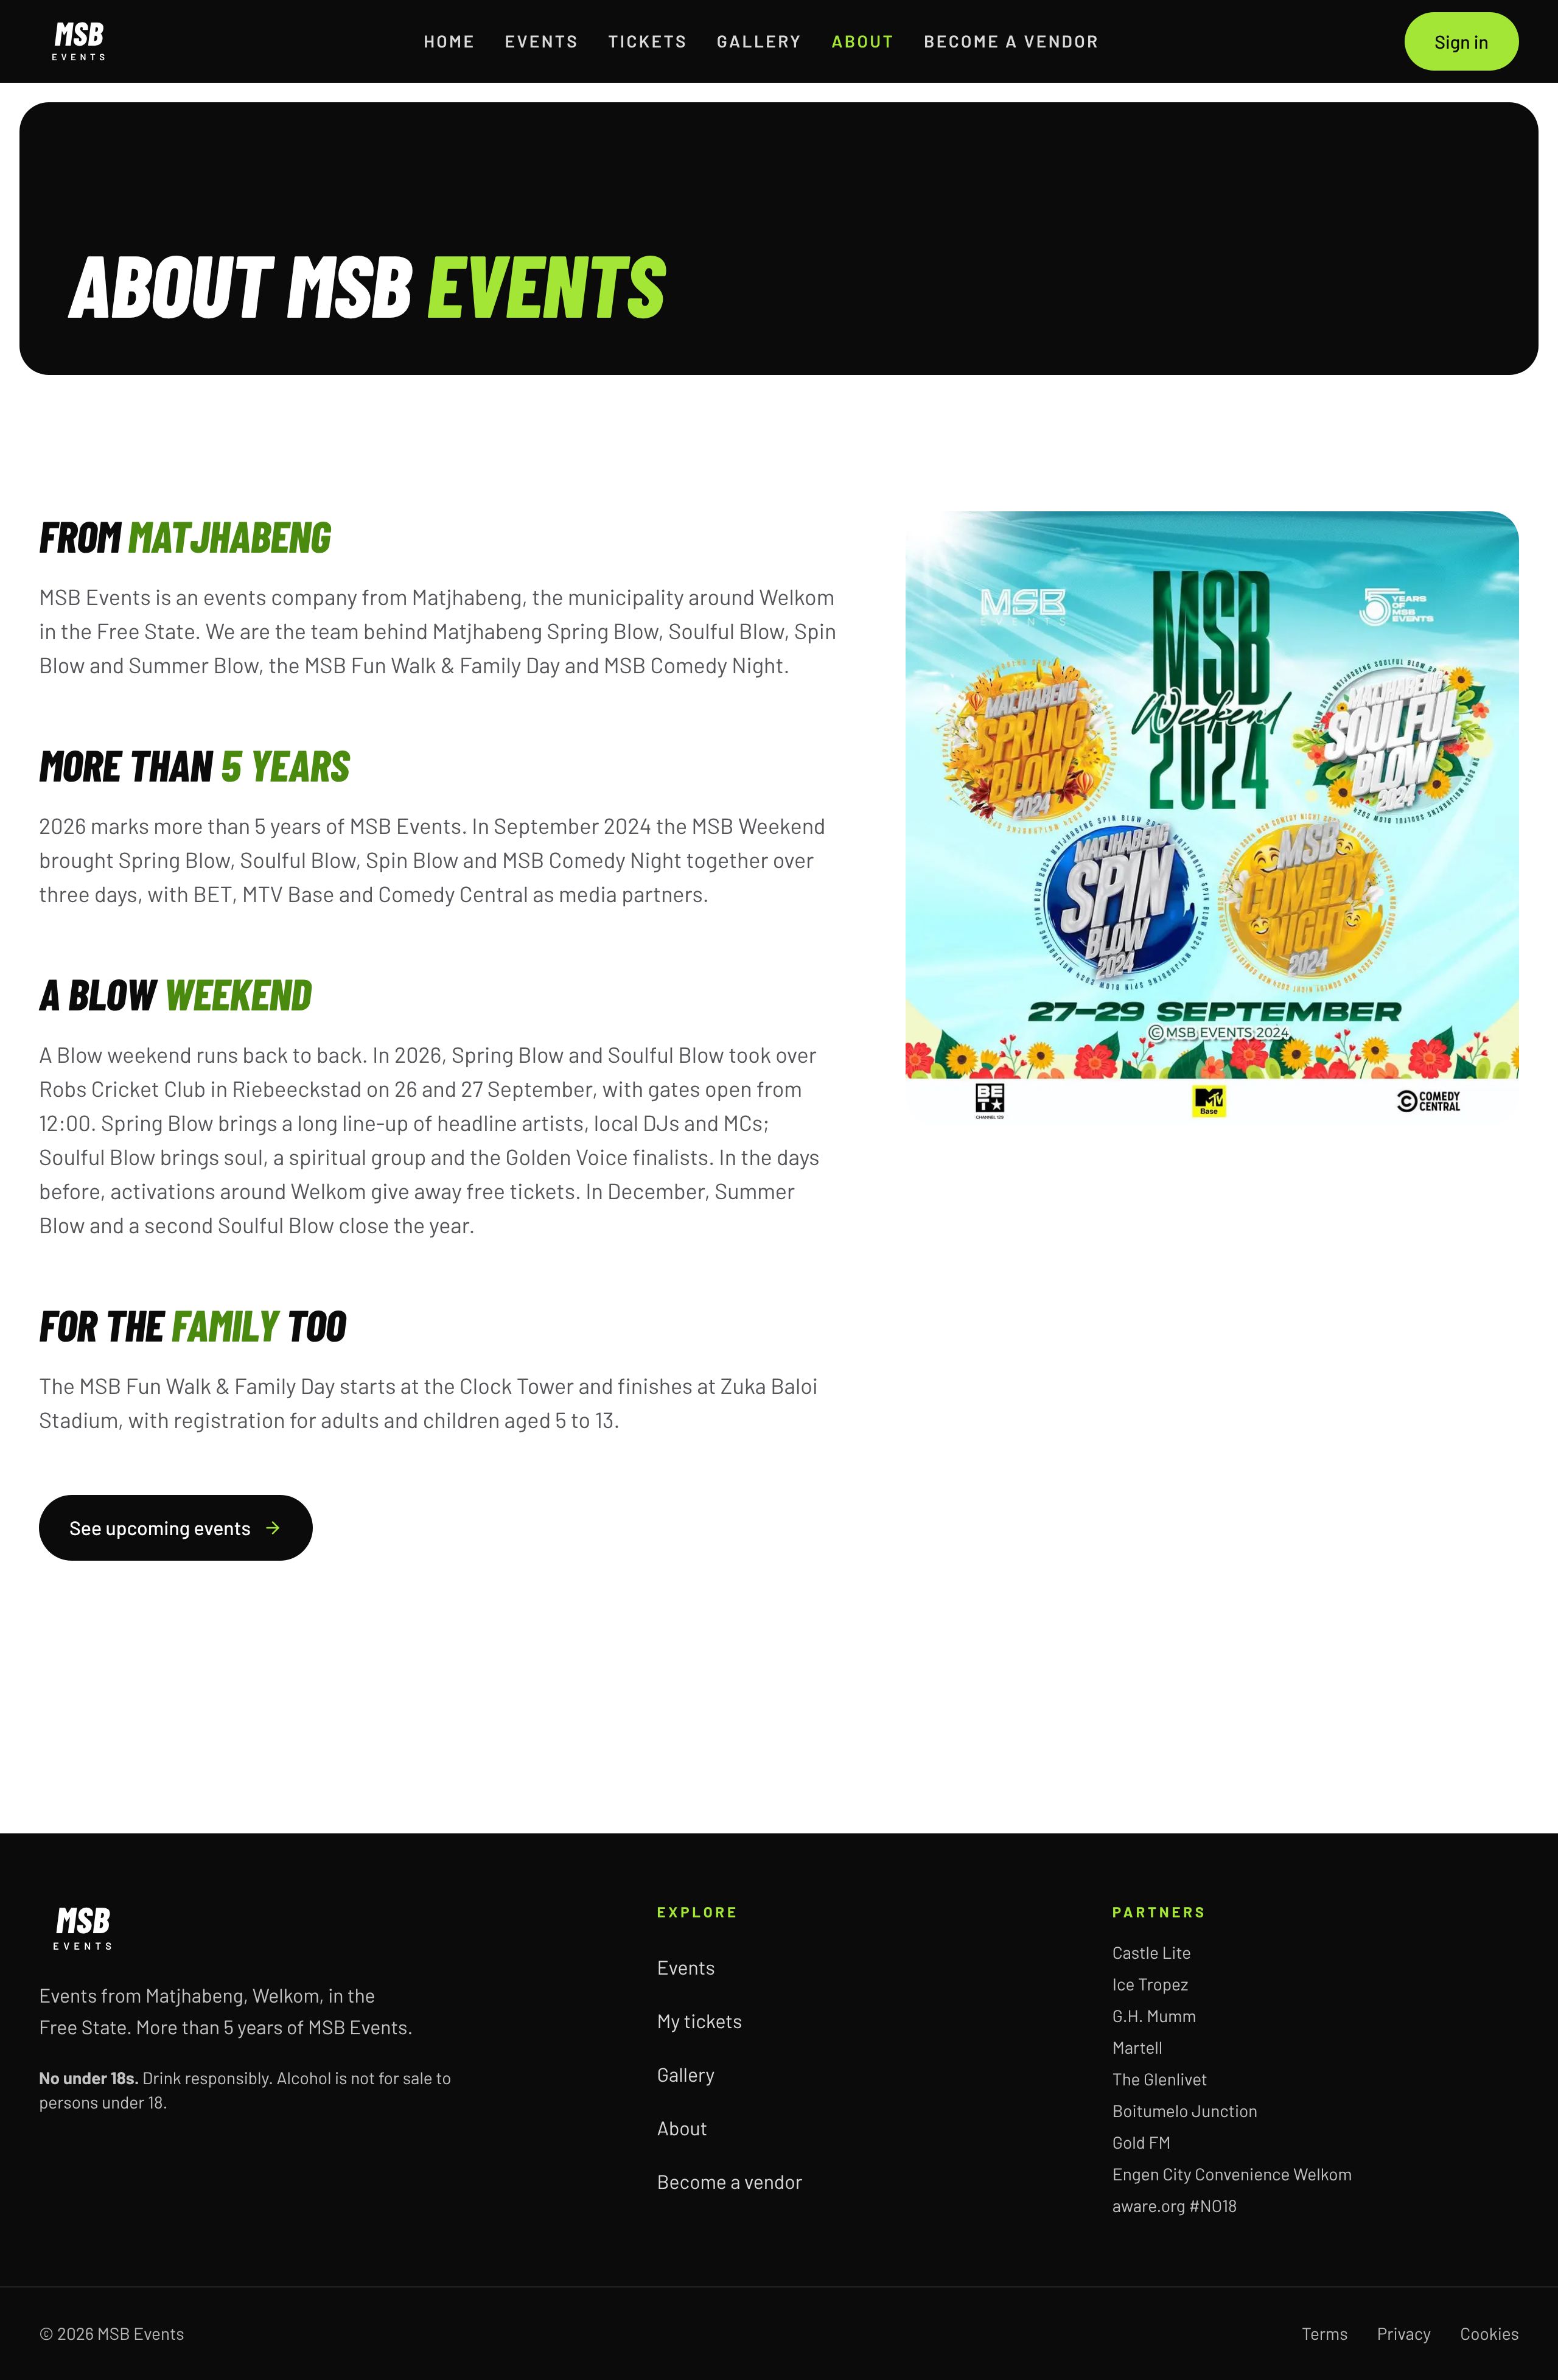 MSB
EVENTS
HOME EVENTS TICKETS GALLERY ABOUT BECOME A VENDOR
Sign in
ABOUT MSB EVENTS
FROM MATJHABENG
MSB Events is an events company from Matjhabeng, the municipality around Welkom
in the Free State. We are the team behind Matjhabeng Spring Blow, Soulful Blow, Spin
Blow and Summer Blow, the MSB Fun Walk & Family Day and MSB Comedy Night.
MORE THAN 5 YEARS
2026 marks more than 5 years of MSB Events. In September 2024 the MSB Weekend
brought Spring Blow, Soulful Blow, Spin Blow and MSB Comedy Night together over
three days, with BET, MTV Base and Comedy Central as media partners.
A BLOW WEEKEND
A Blow weekend runs back to back. In 2026, Spring Blow and Soulful Blow took over
Robs Cricket Club in Riebeeckstad on 26 and 27 September, with gates open from
12:00. Spring Blow brings a long line-up of headline artists, local DJs and MCs;
Soulful Blow brings soul, a spiritual group and the Golden Voice finalists. In the days
before, activations around Welkom give away free tickets. In December, Summer
Blow and a second Soulful Blow close the year.
FOR THE FAMILY TOO
The MSB Fun Walk & Family Day starts at the Clock Tower and finishes at Zuka Baloi
Stadium, with registration for adults and children aged 5 to 13.
See upcoming events
MSB
EVENTS
5 YEARS
OF
MSB
EVENTS
MSB
Weekend
2024
MATJHABENG
SPRING
BLOW
2024
MATJHABENG
SOULFUL
BLOW
2024
MATJHABENG
SPIN
BLOW
2024
MSB
COMEDY
NIGHT
2024
27-29 SEPTEMBER
©MSB EVENTS 2024
BET
CHANNEL 129
MTV
Base
COMEDY
CENTRAL
MSB
EVENTS
Events from Matjhabeng, Welkom, in the
Free State. More than 5 years of MSB Events.
No under 18s. Drink responsibly. Alcohol is not for sale to
persons under 18.
EXPLORE
Events
My tickets
Gallery
About
Become a vendor
PARTNERS
Castle Lite
Ice Tropez
G.H. Mumm
Martell
The Glenlivet
Boitumelo Junction
Gold FM
Engen City Convenience Welkom
aware.org #NO18
© 2026 MSB Events
Terms Privacy Cookies